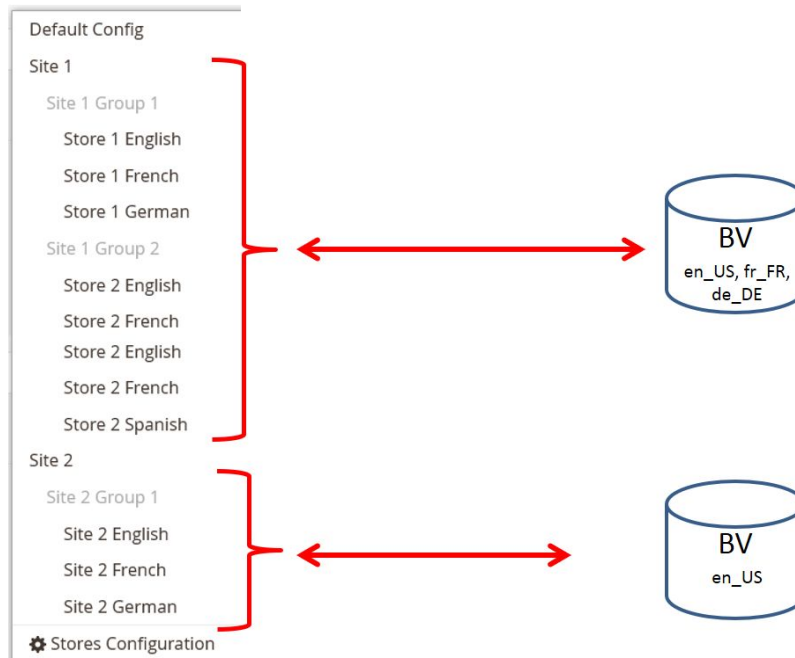 Default Config
Site 1
Site 1 Group 1
Store 1 English
Store 1 French
Store 1 German
Site 1 Group 2
Store 2 English
Store 2 French
Store 2 English
Store 2 French
Store 2 Spanish
Site 2
Site 2 Group 1
Site 2 English
Site 2 French
Site 2 German
Stores Configuration
BV
en_US, fr_FR,
de_DE
BV
en_US